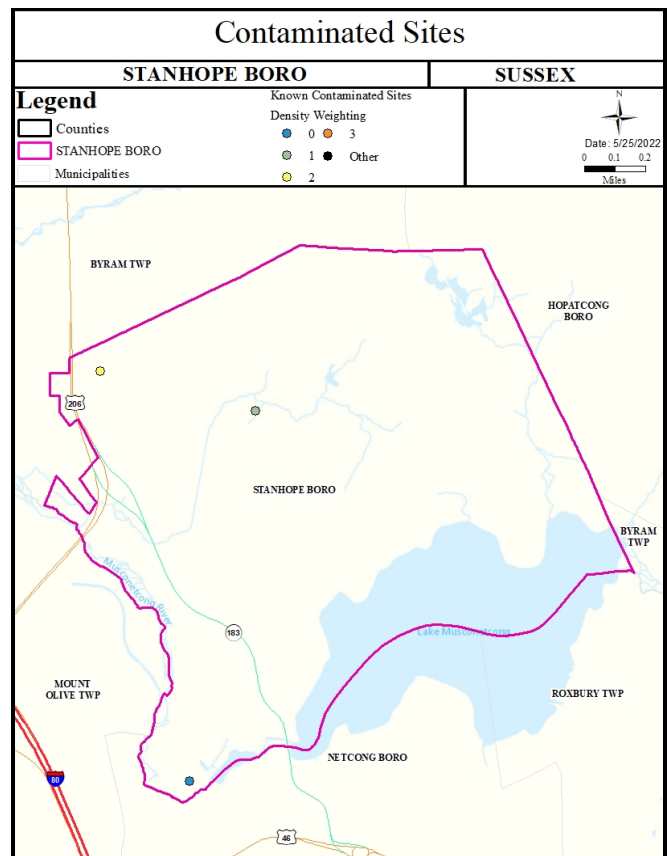 Contaminated Sites
STANHOPE BORO
SUSSEX
Legend
Counties
STANHOPE BORO
Municipalities
Known Contaminated Sites
Density Weighting
0
3
1
Other
2
N
Date: 5/25/2022
0 0.1 0.2
Miles
BYRAM TWP
HOPATCONG
BORO
206
STANHOPE BORO
BYRAM
TWP
Musconetcong River
183
Lake Musconetcong
MOUNT
OLIVE TWP
ROXBURY TWP
NETCONG BORO
80
46